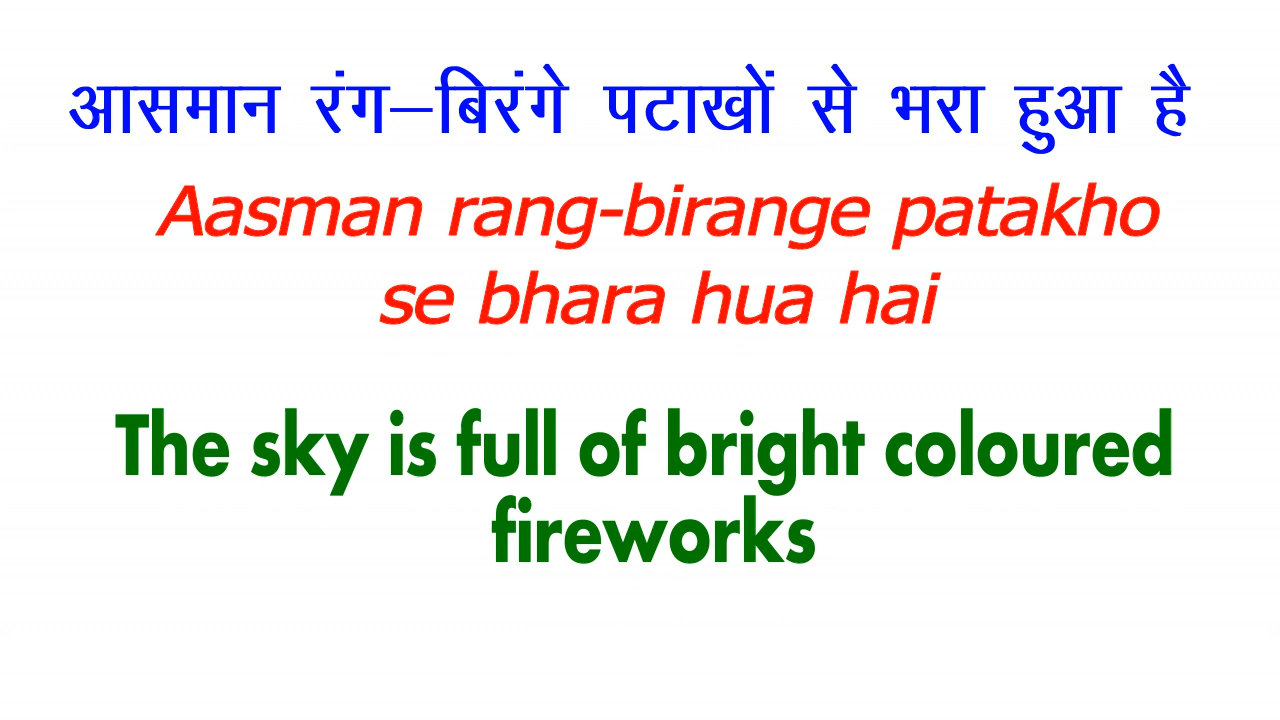 आसमान रंग–बिरंगे पटाखों से भरा हुआ है
Aasman rang-birange patakho
se bhara hua hai
The sky is full of bright coloured
fireworks